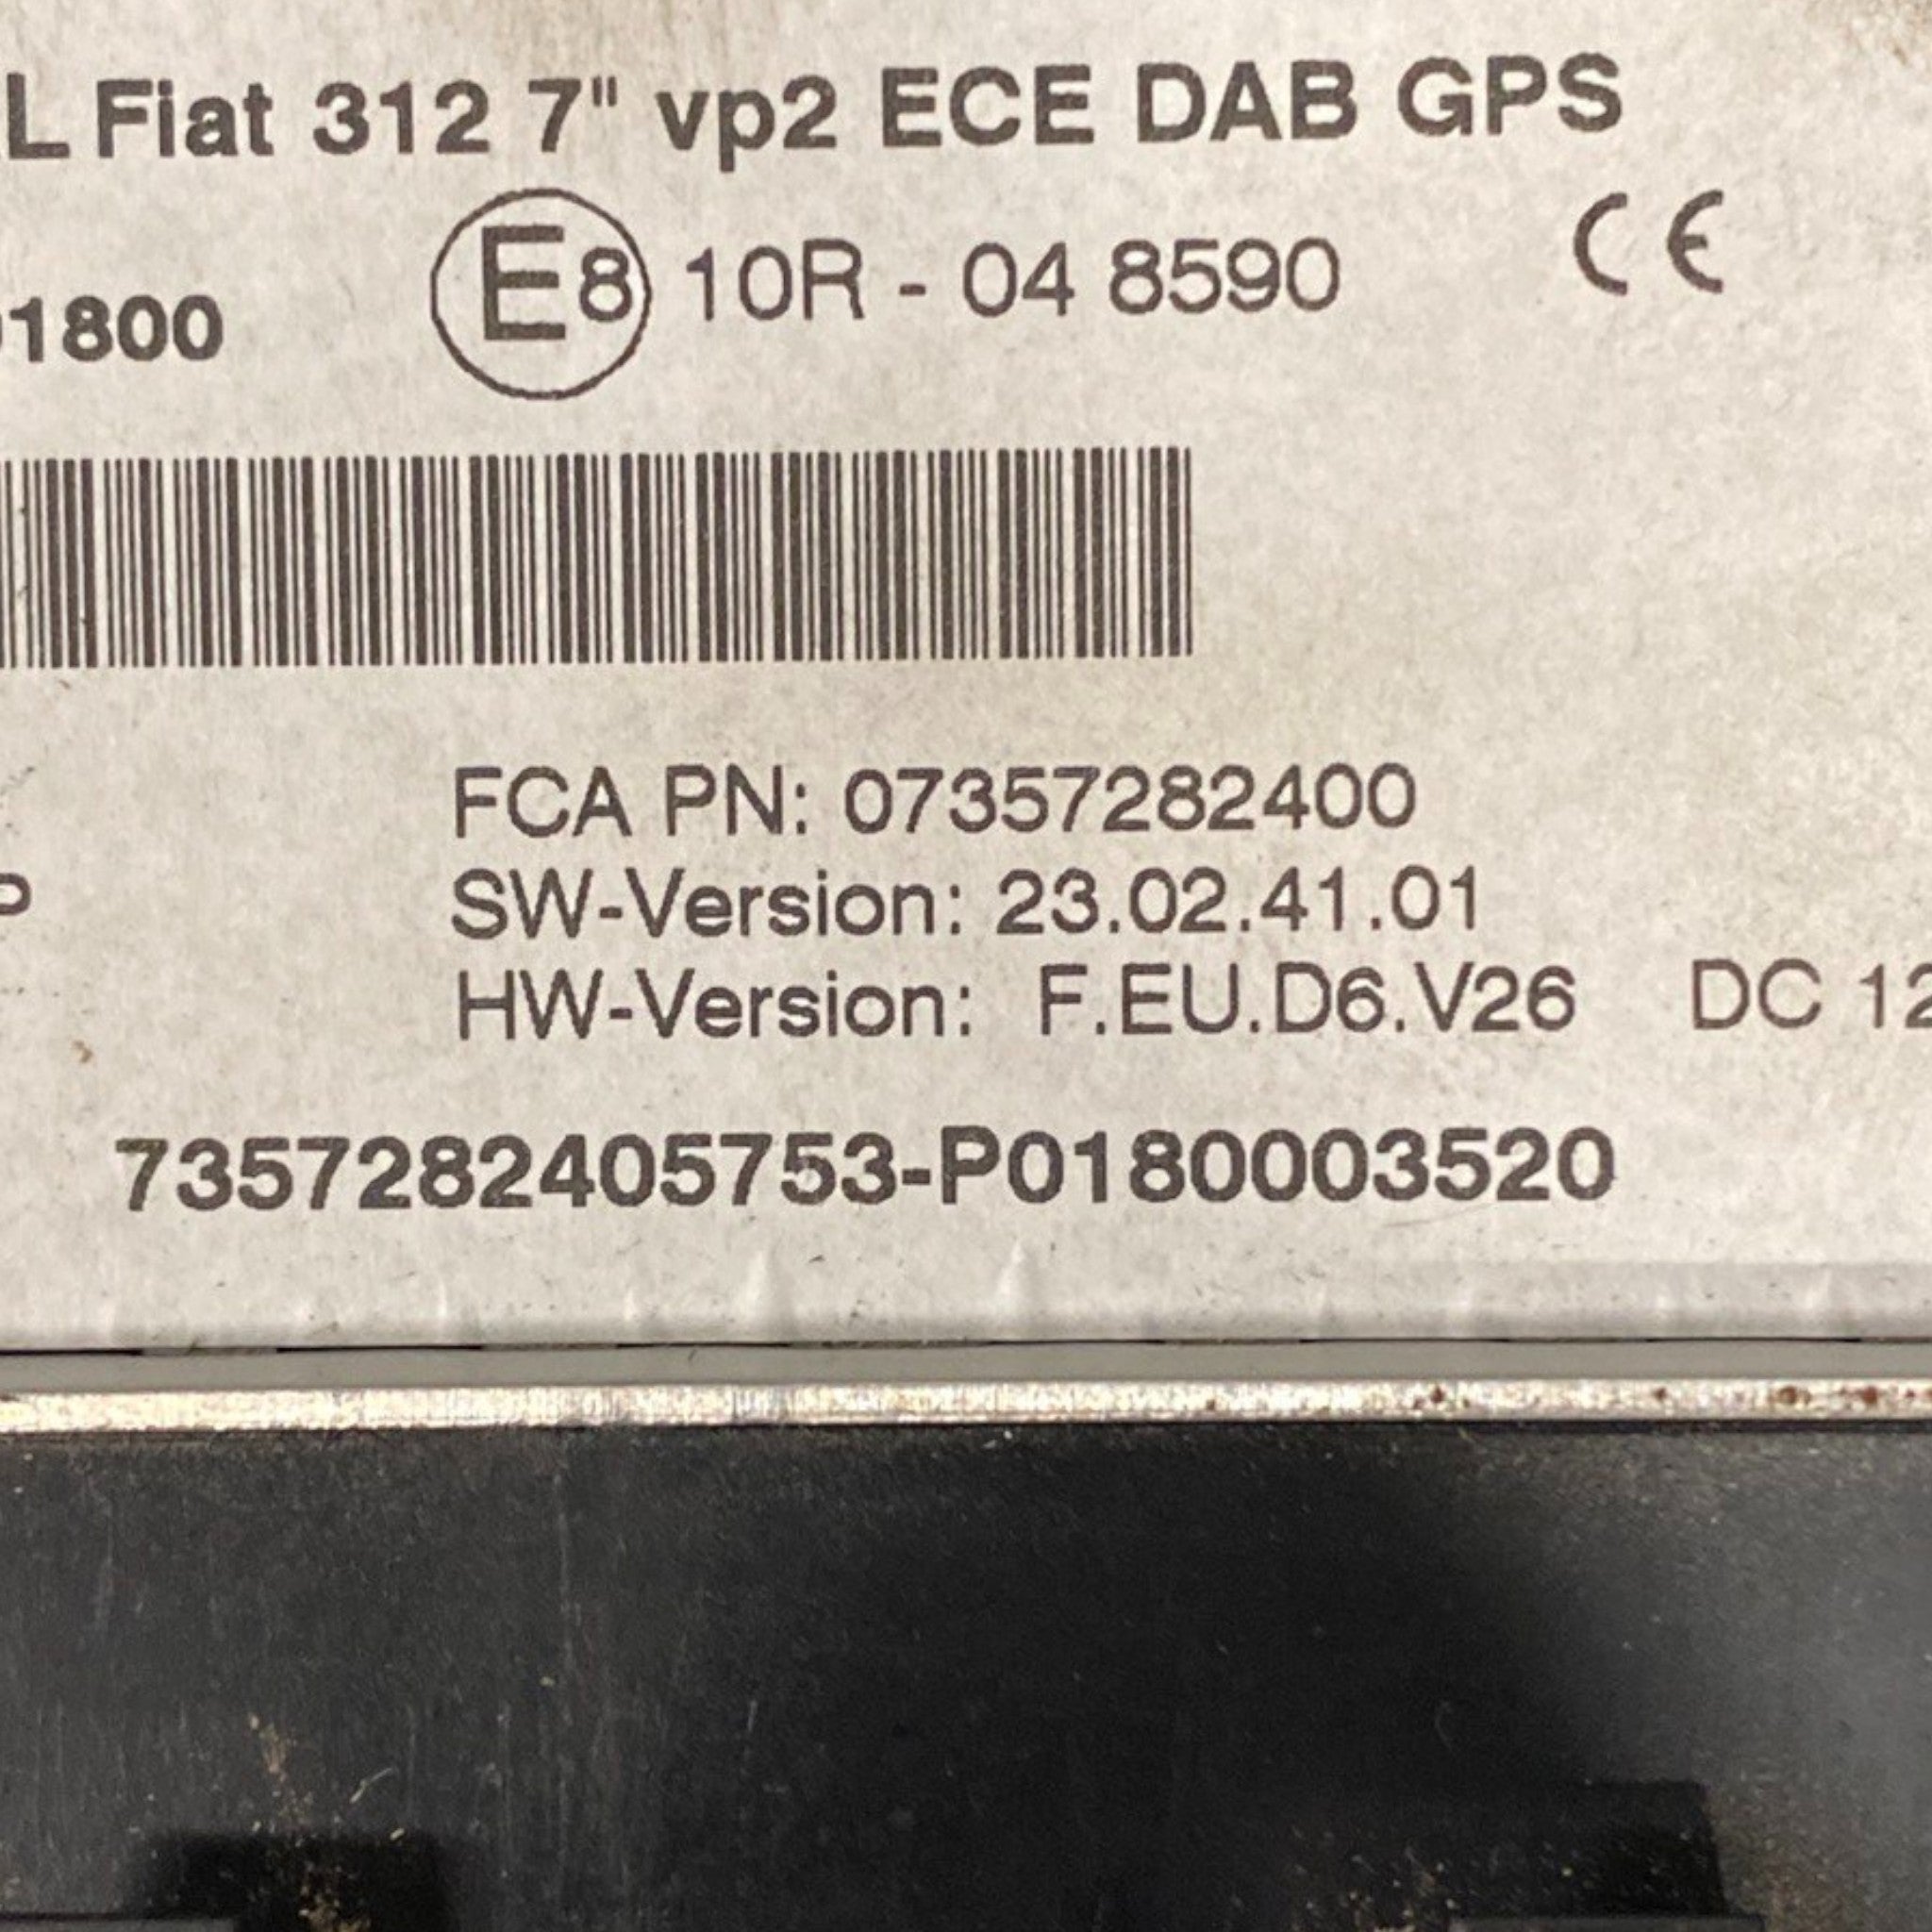 L Fiat 312 7" vp2 ECE DAB GPS
E8 10R - 04 8590 CE
1800
FCA PN: 07357282400
P SW-Version: 23.02.41.01
HW-Version: F.EU.D6.V26 DC 12
7357282405753-P0180003520